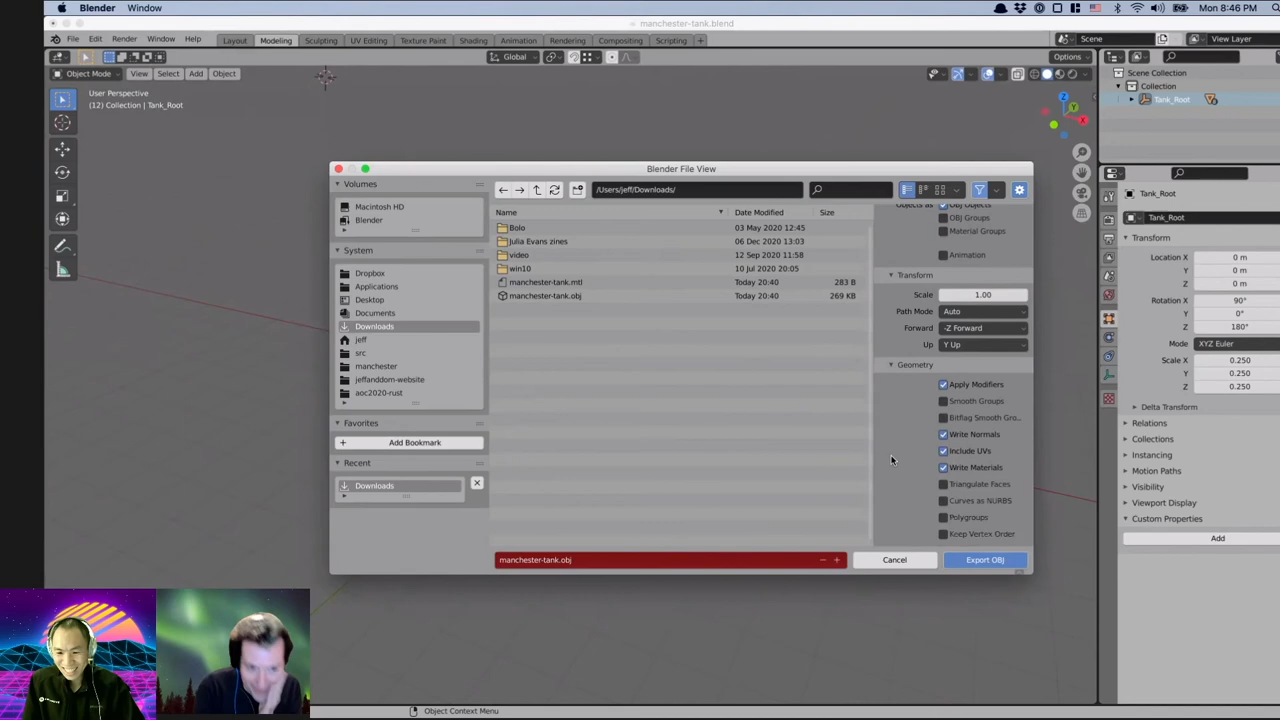 Blender Window Mon 8:46 PM
manchester-tank.blend
File Edit Render Window Help Layout Modeling Sculpting UV Editing Texture Paint Shading Animation Rendering Compositing Scripting + Scene View Layer
Global Options
Object Mode View Select Add Object
User Perspective
(12) Collection | Tank_Root
Scene Collection
Collection
Tank_Root
X
Y
Z
Blender File View
Volumes
Macintosh HD
Blender
System
Dropbox
Applications
Desktop
Documents
Downloads
jeff
src
manchester
jeffanddom-website
aoc2020-rust
Favorites
Add Bookmark
Recent
Downloads
/Users/jeff/Downloads/
Name Date Modified Size
Bolo 03 May 2020 12:45
Julia Evans zines 06 Dec 2020 13:03
video 12 Sep 2020 11:58
win10 10 Jul 2020 20:05
manchester-tank.mtl Today 20:40 283 B
manchester-tank.obj Today 20:40 269 KB
Objects as OBJ Objects
OBJ Groups
Material Groups
Animation
Transform
Scale 1.00
Path Mode Auto
Forward -Z Forward
Up Y Up
Geometry
Apply Modifiers
Smooth Groups
Bitflag Smooth Gro...
Write Normals
Include UVs
Write Materials
Triangulate Faces
Curves as NURBS
Polygroups
Keep Vertex Order
manchester-tank.obj
Cancel
Export OBJ
Tank_Root
Tank_Root
Transform
Location X 0 m
Y 0 m
Z 0 m
Rotation X 90°
Y 0°
Z 180°
Mode XYZ Euler
Scale X 0.250
Y 0.250
Z 0.250
Delta Transform
Relations
Collections
Instancing
Motion Paths
Visibility
Viewport Display
Custom Properties
Add
Object Context Menu